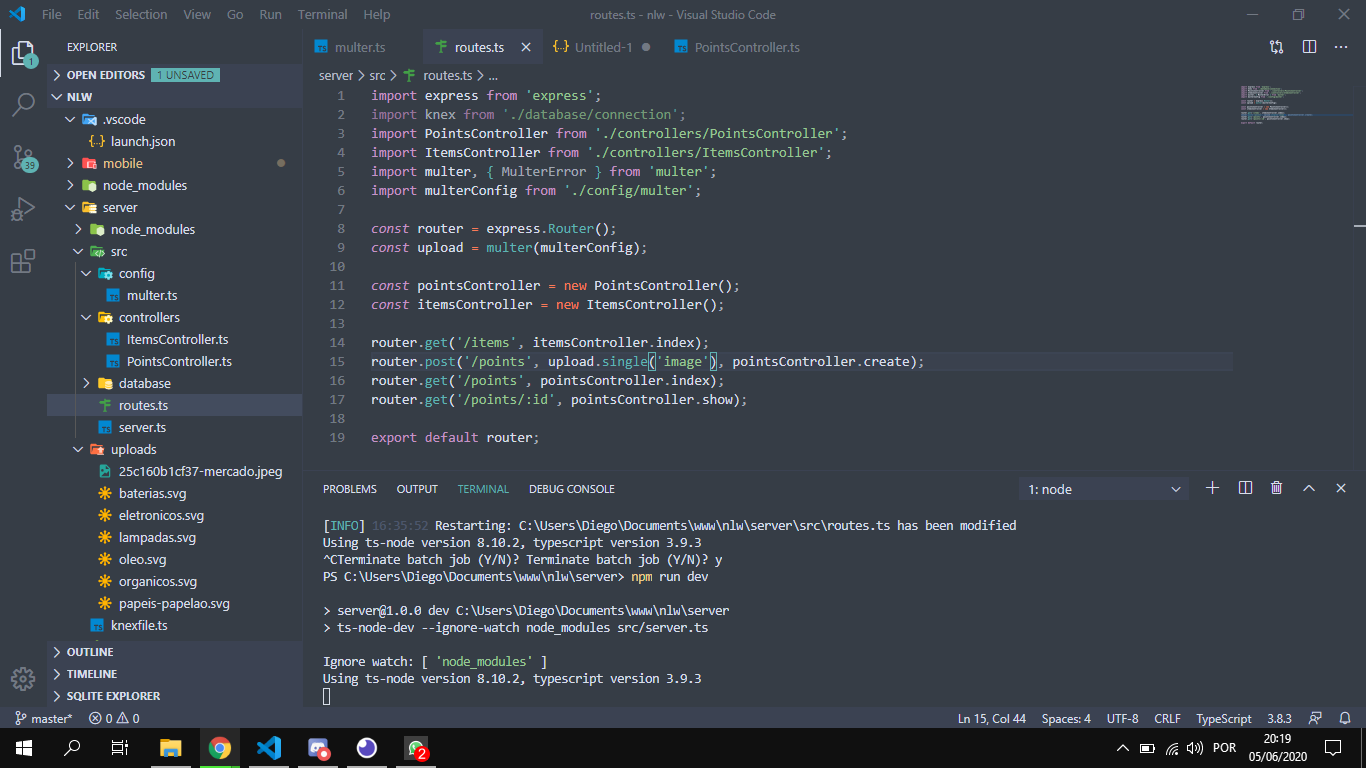 File Edit Selection View Go Run Terminal Help routes.ts - nlw - Visual Studio Code
EXPLORER
OPEN EDITORS 1 UNSAVED
NLW
.vscode
launch.json
mobile
node_modules
server
node_modules
src
config
multer.ts
controllers
ItemsController.ts
PointsController.ts
database
routes.ts
server.ts
uploads
25c160b1cf37-mercado.jpeg
baterias.svg
eletronicos.svg
lampadas.svg
oleo.svg
organicos.svg
papeis-papelao.svg
knexfile.ts
OUTLINE
TIMELINE
SQLITE EXPLORER
1
39
multer.ts routes.ts Untitled-1 PointsController.ts
server > src > routes.ts > ...
1 import express from 'express';
2 import knex from './database/connection';
3 import PointsController from './controllers/PointsController';
4 import ItemsController from './controllers/ItemsController';
5 import multer, { MulterError } from 'multer';
6 import multerConfig from './config/multer';
7
8 const router = express.Router();
9 const upload = multer(multerConfig);
10
11 const pointsController = new PointsController();
12 const itemsController = new ItemsController();
13
14 router.get('/items', itemsController.index);
15 router.post('/points', upload.single('image'), pointsController.create);
16 router.get('/points', pointsController.index);
17 router.get('/points/:id', pointsController.show);
18
19 export default router;
PROBLEMS OUTPUT TERMINAL DEBUG CONSOLE 1: node
[INFO] 16:35:52 Restarting: C:\Users\Diego\Documents\www\nlw\server\src\routes.ts has been modified
Using ts-node version 8.10.2, typescript version 3.9.3
^CTerminate batch job (Y/N)? Terminate batch job (Y/N)? y
PS C:\Users\Diego\Documents\www\nlw\server> npm run dev
> server@1.0.0 dev C:\Users\Diego\Documents\www\nlw\server
> ts-node-dev --ignore-watch node_modules src/server.ts
Ignore watch: [ 'node_modules' ]
Using ts-node version 8.10.2, typescript version 3.9.3
master* 0 0 Ln 15, Col 44 Spaces: 4 UTF-8 CRLF TypeScript 3.8.3
2
POR
20:19
05/06/2020